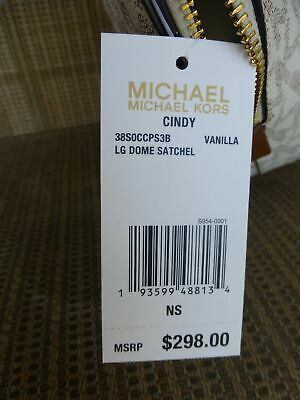 MICHAEL
MICHAEL KORS
CINDY
38S0CCPS3B VANILLA
LG DOME SATCHEL
S954-0001
1 93599 48813 4
NS
MSRP $298.00